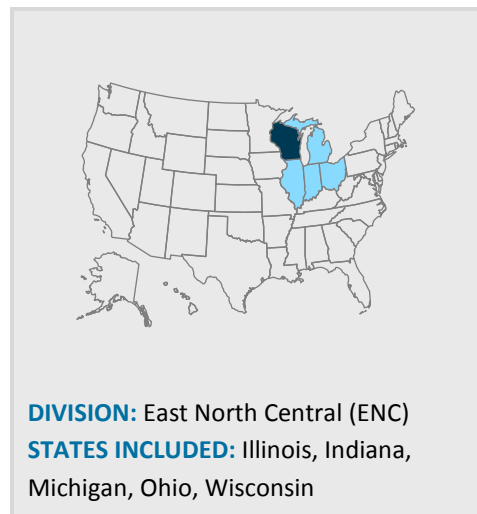 DIVISION: East North Central (ENC)
STATES INCLUDED: Illinois, Indiana,
Michigan, Ohio, Wisconsin